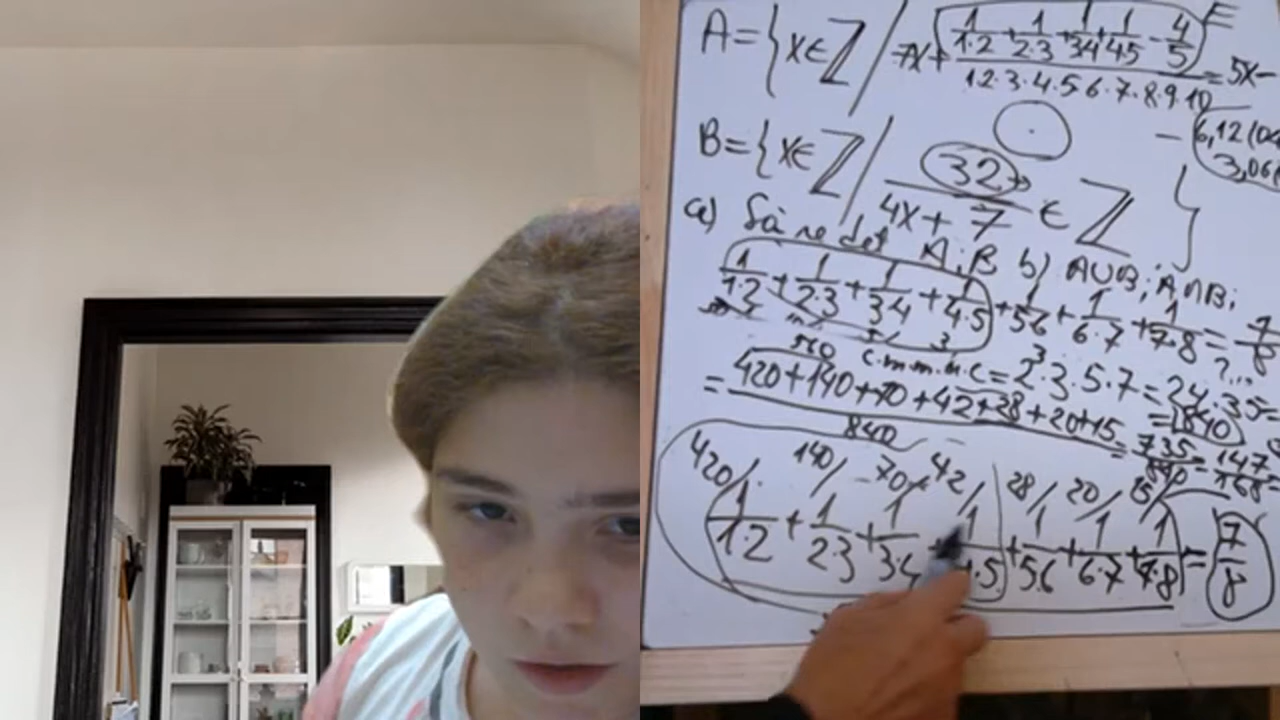 A={x∈ℤ / -7x+ (1/1·2 + 1/2·3 + 1/3·4 + 1/4·5 - 4/5) / 1·2·3·4·5·6·7·8·9·10 = 5x-
- 6,12(04
3,06(
B={x∈ℤ / 32 / 4x+7 ∈ ℤ }
a) Să se det A;B b) A∪B; A∩B;
1/1·2 + 1/2·3 + 1/3·4 + 1/4·5 + 1/5·6 + 1/6·7 + 1/7·8 = 7/8
c.m.m.m.c = 2³·3·5·7 = 24·35=
= 420+140+70+42+28+20+15 / 840 = 735/840 = 147/168 =
=840
420/ 140/ 70/ 42/ 28/ 20/ 15/
1/1·2 + 1/2·3 + 1/3·4 + 1/4·5 + 1/5·6 + 1/6·7 + 1/7·8 = 7/8